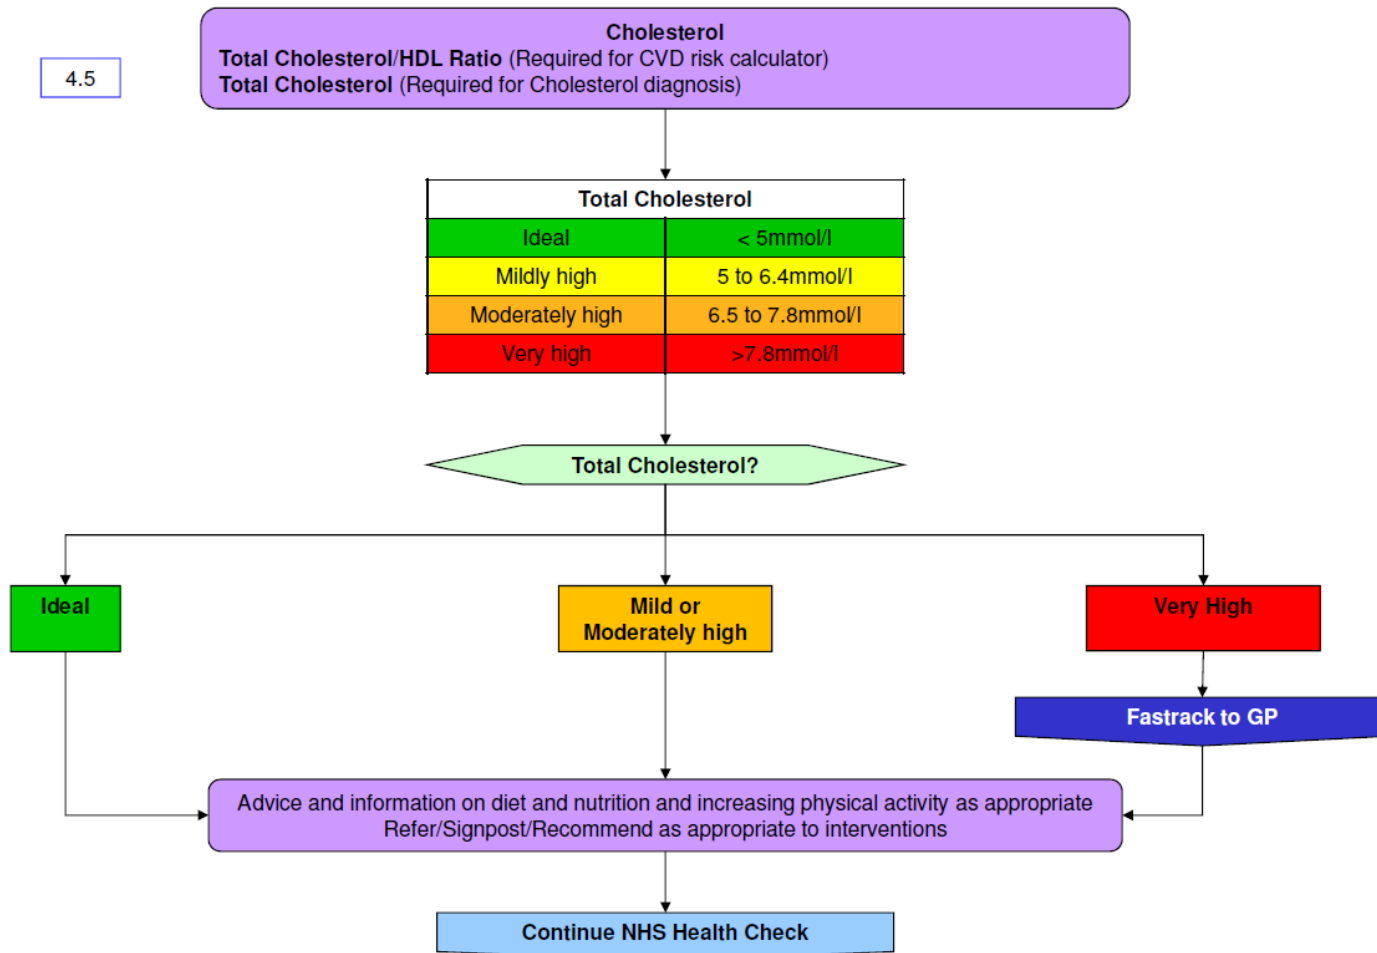 Cholesterol
4.5
Total Cholesterol/HDL Ratio (Required for CVD risk calculator)
Total Cholesterol (Required for Cholesterol diagnosis)
Total Cholesterol
Ideal < 5mmol/l
Mildly high 5 to 6.4mmol/l
Moderately high 6.5 to 7.8mmol/l
Very high >7.8mmol/l
Total Cholesterol?
Ideal
Mild or
Moderately high
Very High
Fastrack to GP
Advice and information on diet and nutrition and increasing physical activity as appropriate
Refer/Signpost/Recommend as appropriate to interventions
Continue NHS Health Check